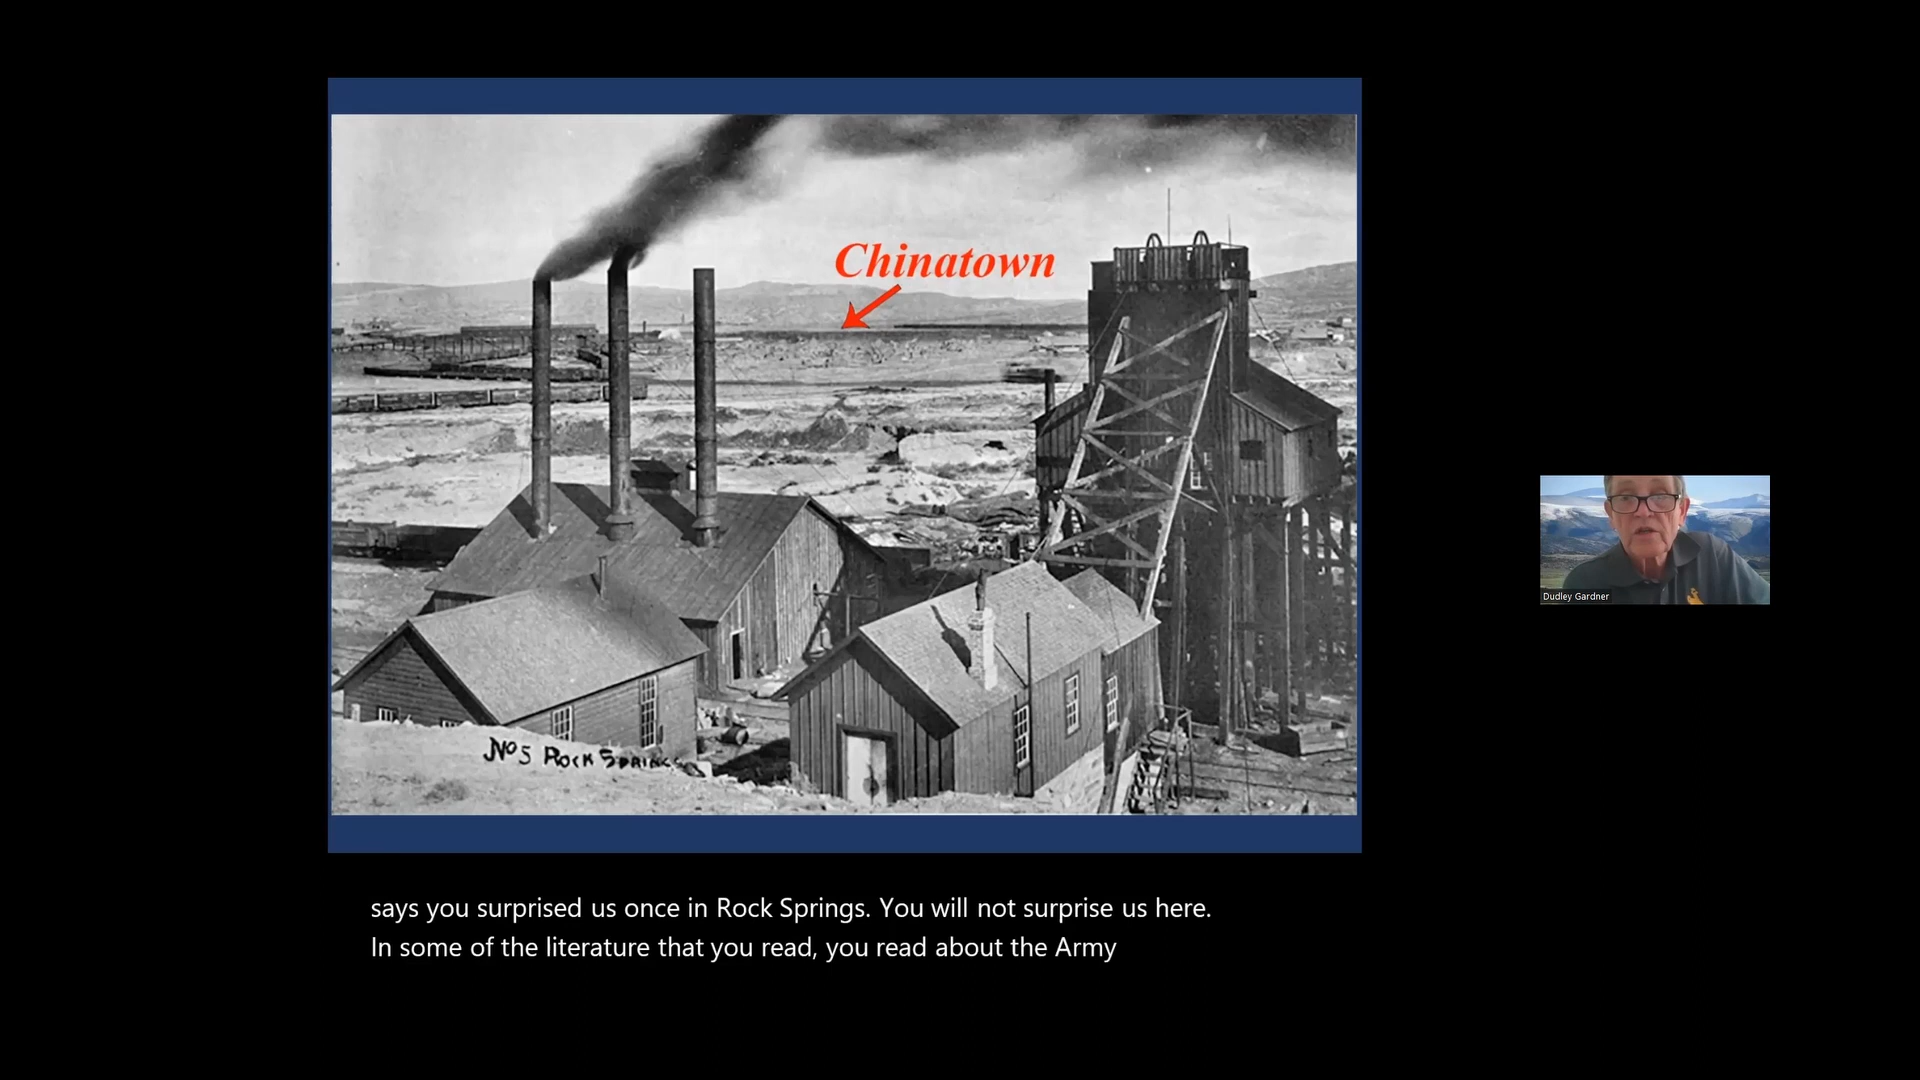 Chinatown
Nº 5 ROCK SPRINGS
Dudley Gardner
says you surprised us once in Rock Springs. You will not surprise us here.
In some of the literature that you read, you read about the Army